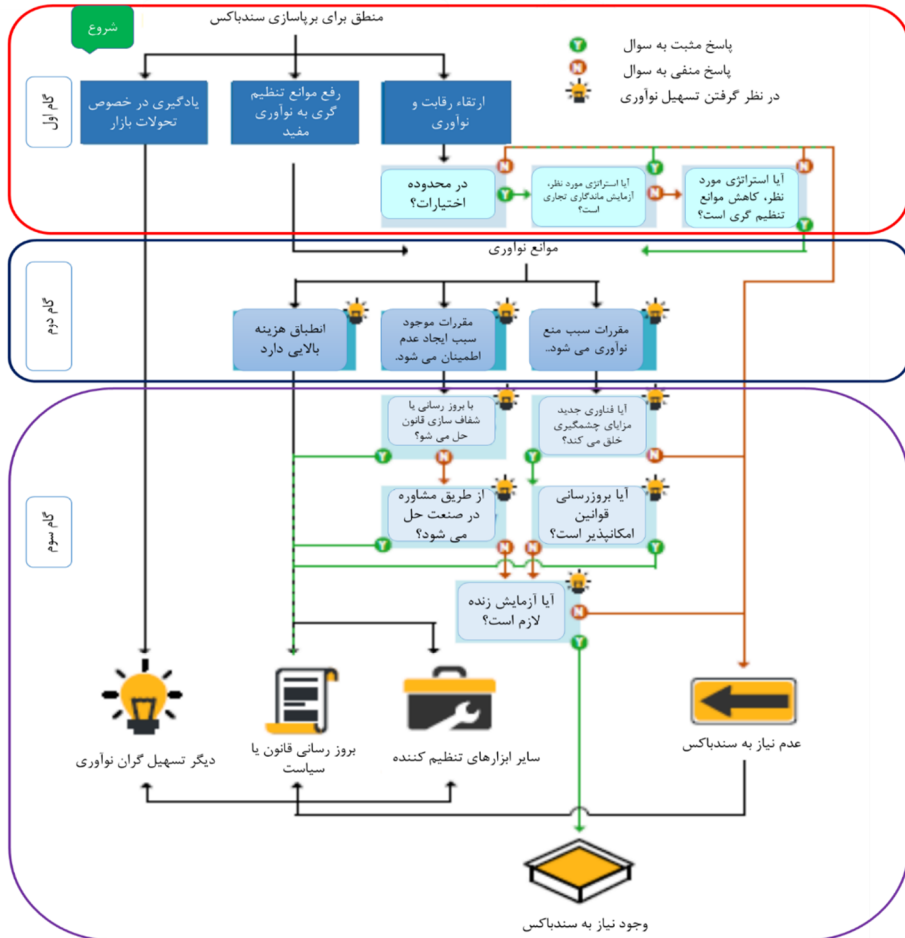 منطق برای برپاسازی سندباکس
شروع
پاسخ مثبت به سوال
Y
پاسخ منفی به سوال
N
در نظر گرفتن تسهیل نوآوری
گام اول
ارتقاء رقابت و
نوآوری
رفع موانع تنظیم
گری به نوآوری
مفید
یادگیری در خصوص
تحولات بازار
در محدوده
اختیارات؟
N
Y
آیا استراتژی مورد نظر،
آزمایش ماندگاری تجاری
است؟
Y
N
آیا استراتژی مورد
نظر، کاهش موانع
تنظیم گری است؟
N
Y
گام دوم
موانع نوآوری
مقررات سبب منع
نوآوری می شود..
مقررات موجود
سبب ایجاد عدم
اطمینان می شود.
انطباق هزینه
بالایی دارد
گام سوم
آیا فناوری جدید
مزایای چشمگیری
خلق می کند؟
Y
N
با بروز رسانی یا
شفاف سازی قانون
حل می شو؟
Y
N
آیا بروزرسانی
قوانین
امکانپذیر است؟
N
Y
از طریق مشاوره
در صنعت حل
می شود؟
Y
N
آیا آزمایش زنده
لازم است؟
N
Y
عدم نیاز به سندباکس
سایر ابزارهای تنظیم کننده
بروز رسانی قانون یا
سیاست
دیگر تسهیل گران نوآوری
وجود نیاز به سندباکس